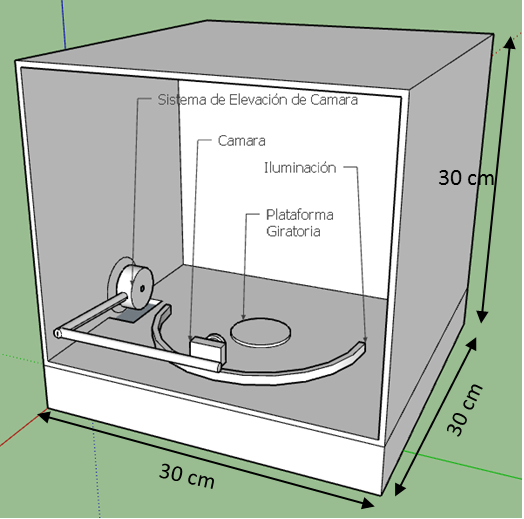 Sistema de Elevación de Camara
Camara
Iluminación
30 cm
Plataforma
Giratoria
30 cm
30 cm